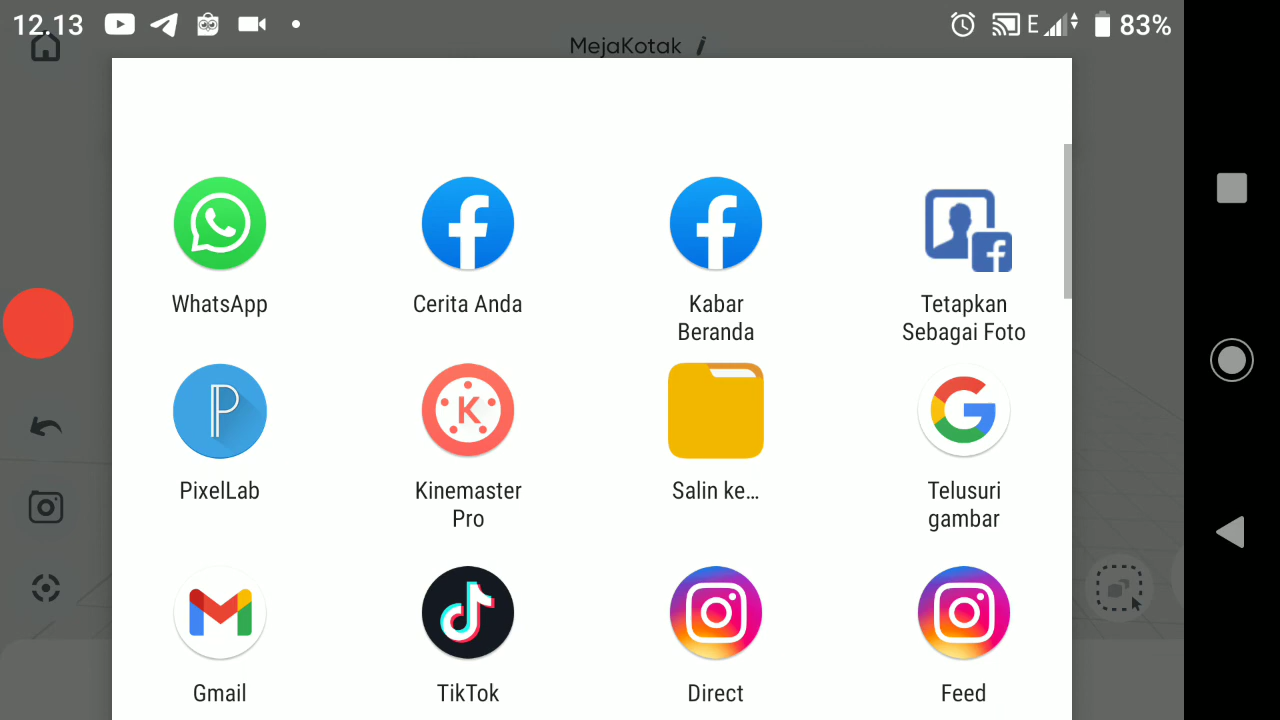 12.13
E
83%
MejaKotak
WhatsApp
Cerita Anda
Kabar
Beranda
Tetapkan
Sebagai Foto
PixelLab
Kinemaster
Pro
Salin ke…
Telusuri
gambar
Gmail
TikTok
Direct
Feed